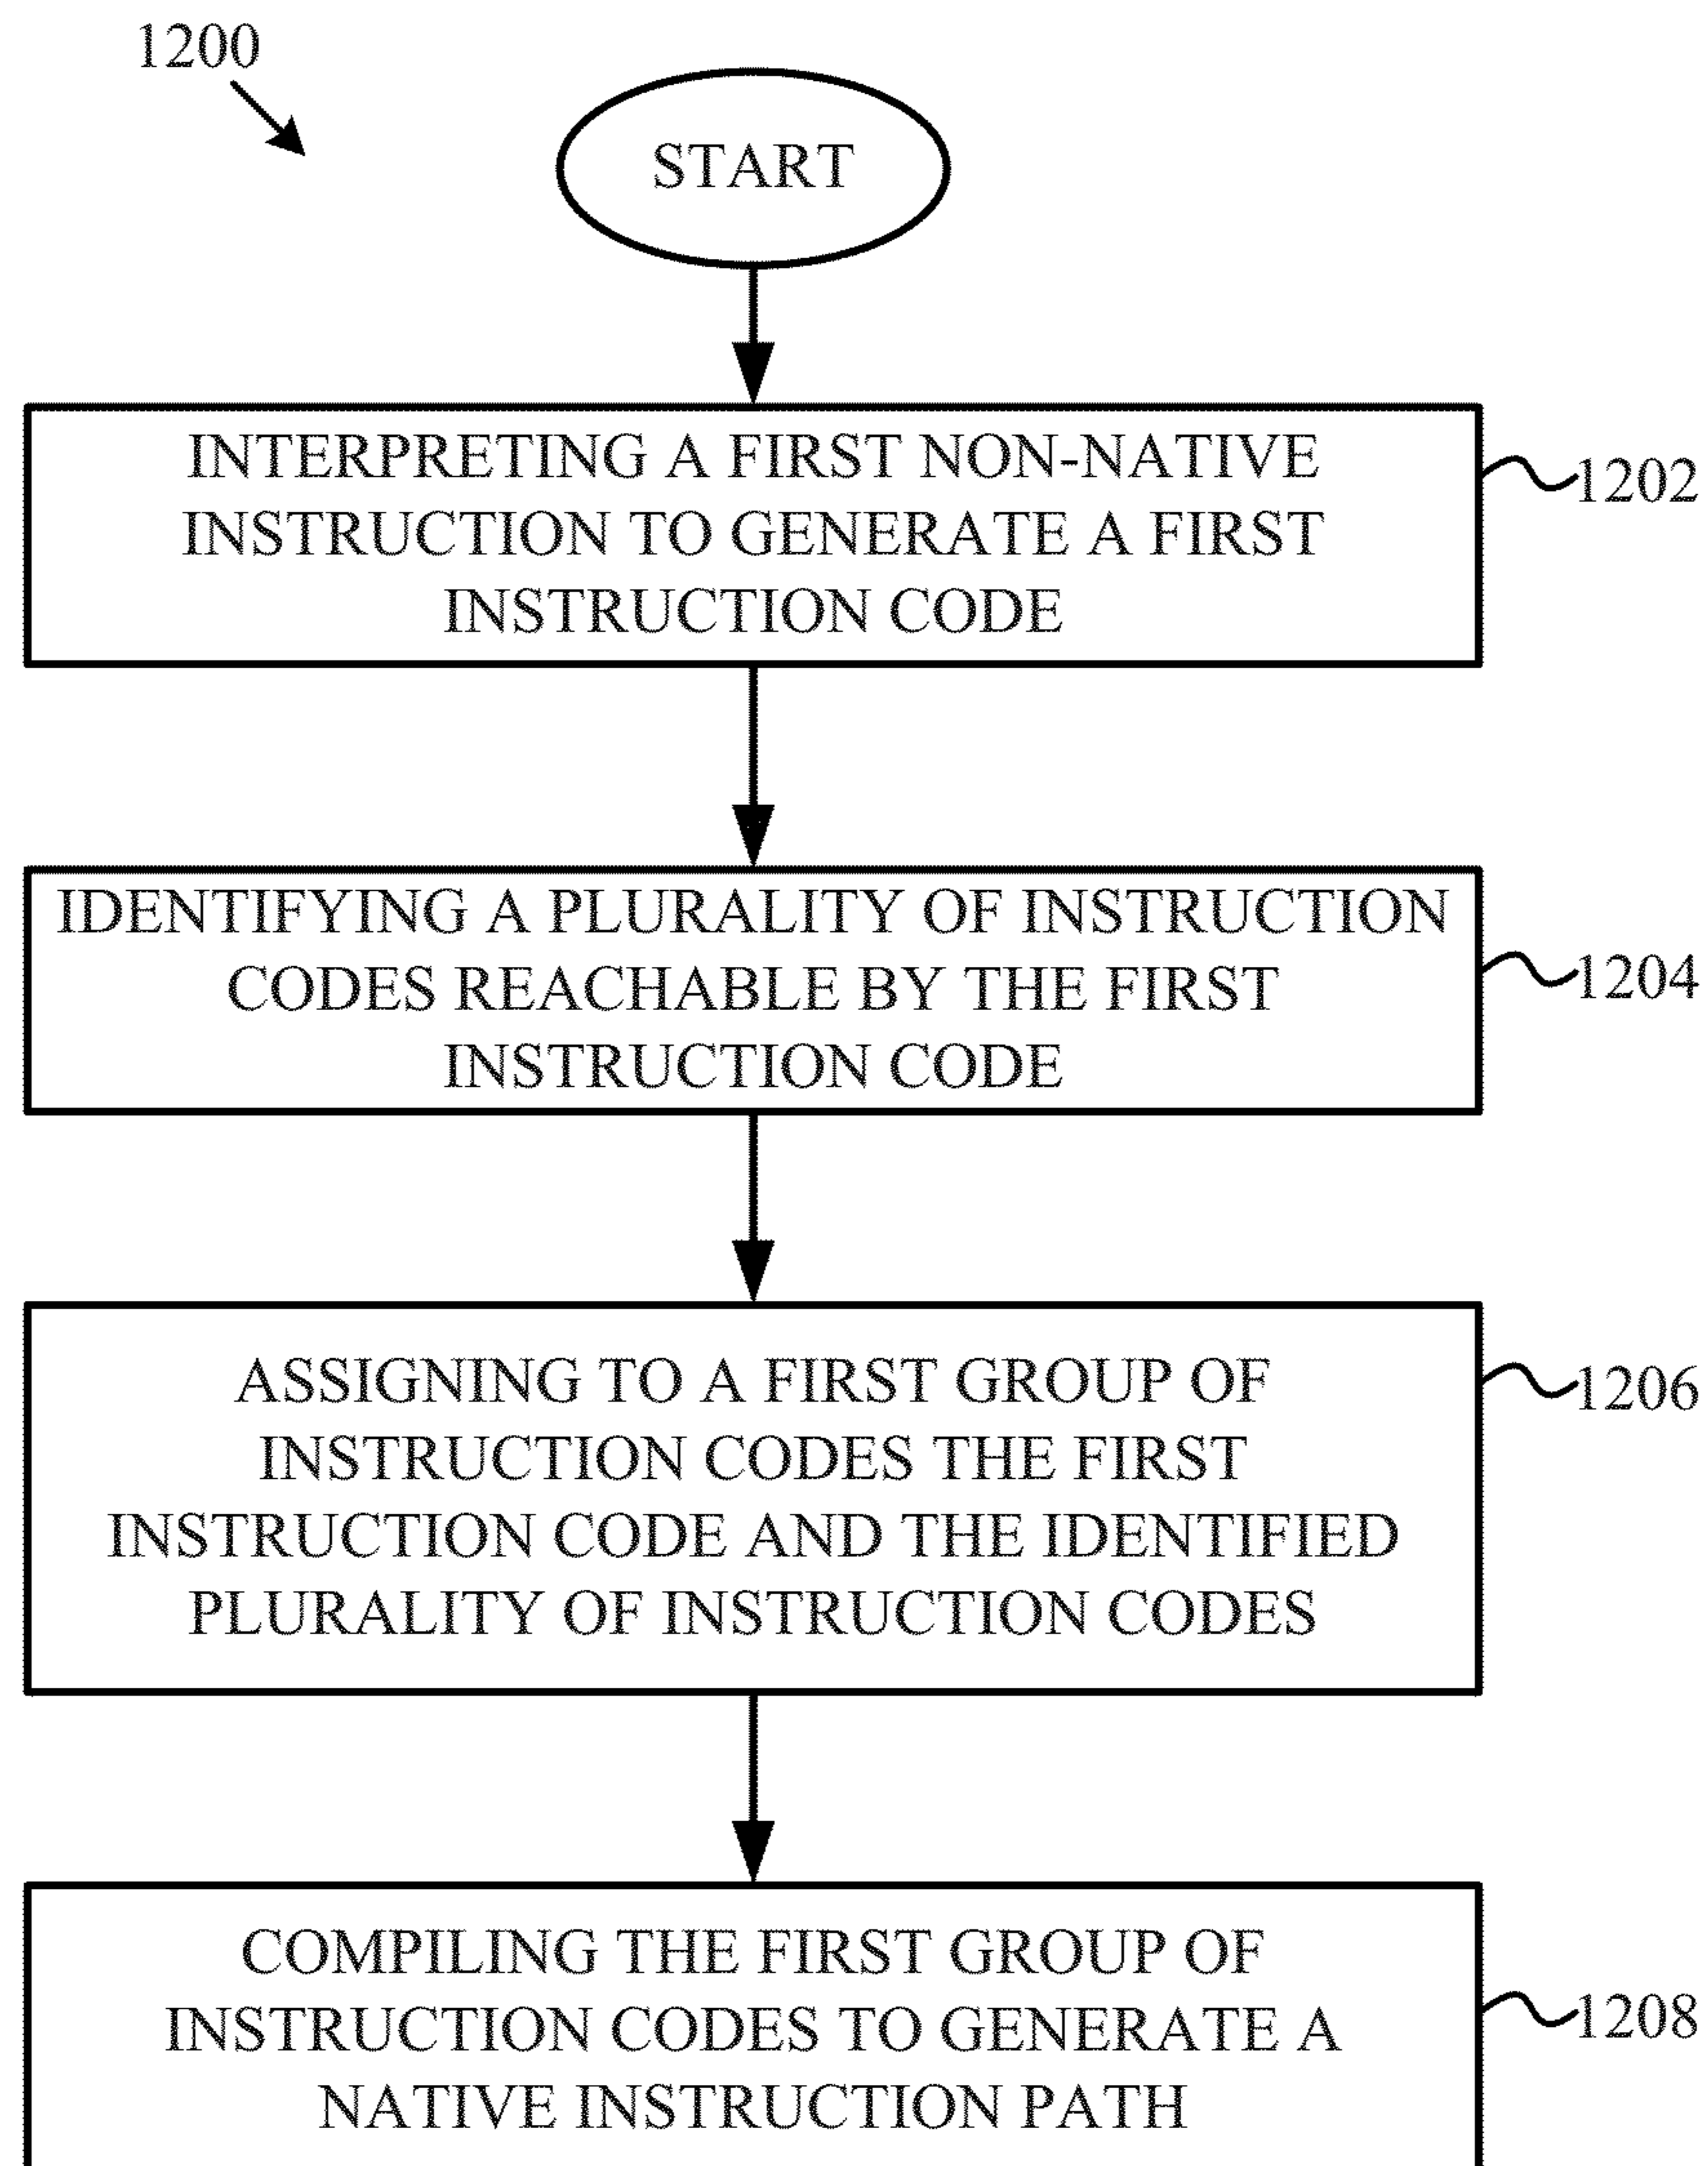 1200
START
INTERPRETING A FIRST NON-NATIVE
INSTRUCTION TO GENERATE A FIRST
INSTRUCTION CODE
1202
IDENTIFYING A PLURALITY OF INSTRUCTION
CODES REACHABLE BY THE FIRST
INSTRUCTION CODE
1204
ASSIGNING TO A FIRST GROUP OF
INSTRUCTION CODES THE FIRST
INSTRUCTION CODE AND THE IDENTIFIED
PLURALITY OF INSTRUCTION CODES
1206
COMPILING THE FIRST GROUP OF
INSTRUCTION CODES TO GENERATE A
NATIVE INSTRUCTION PATH
1208